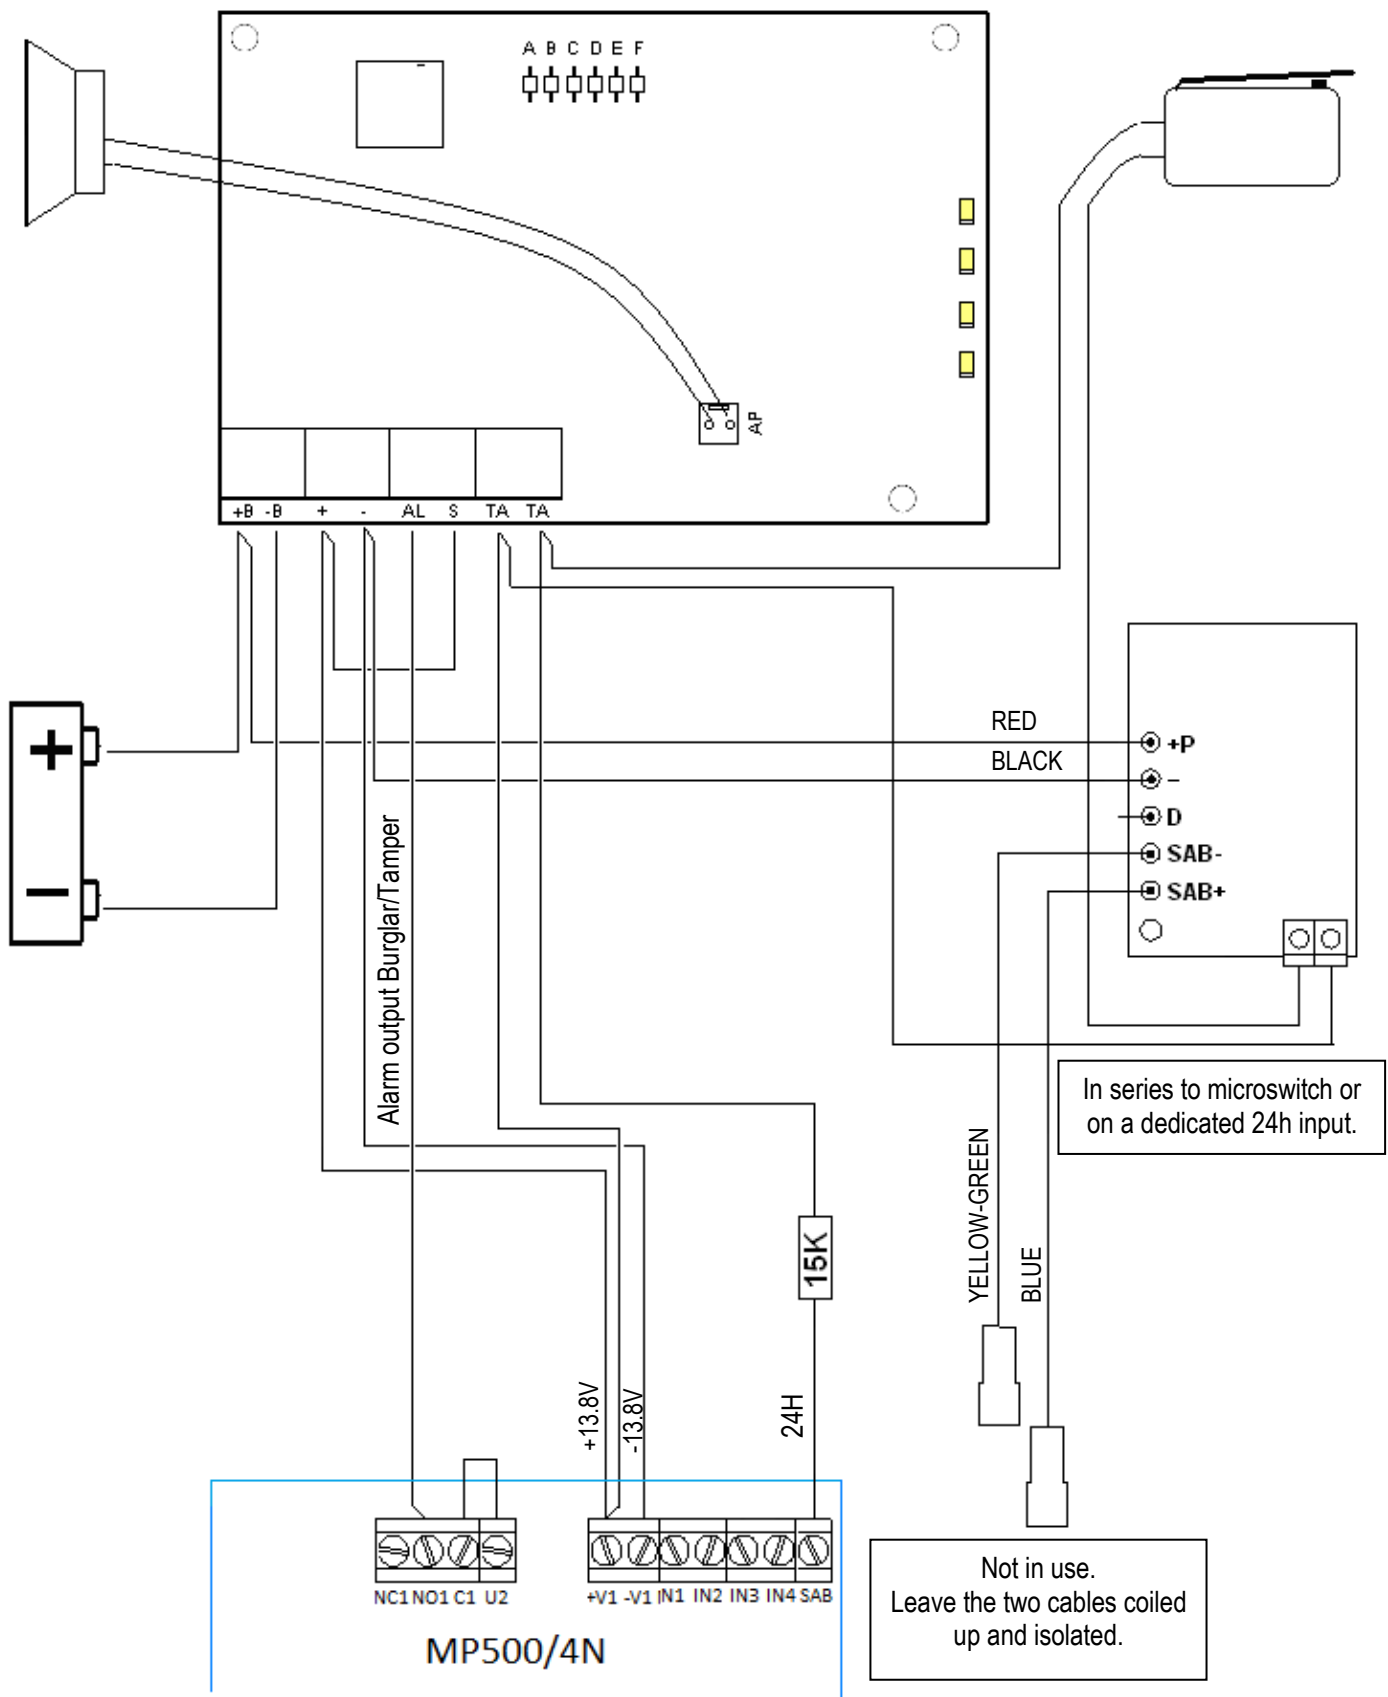 A B C D E F
AP
+B -B + - AL S TA TA
+
−
RED
BLACK
+P
−
D
SAB-
SAB+
Alarm output Burglar/Tamper
In series to microswitch or
on a dedicated 24h input.
YELLOW-GREEN
BLUE
15K
+13.8V
-13.8V
24H
NC1 NO1 C1 U2
+V1 -V1 IN1 IN2 IN3 IN4 SAB
MP500/4N
Not in use.
Leave the two cables coiled
up and isolated.